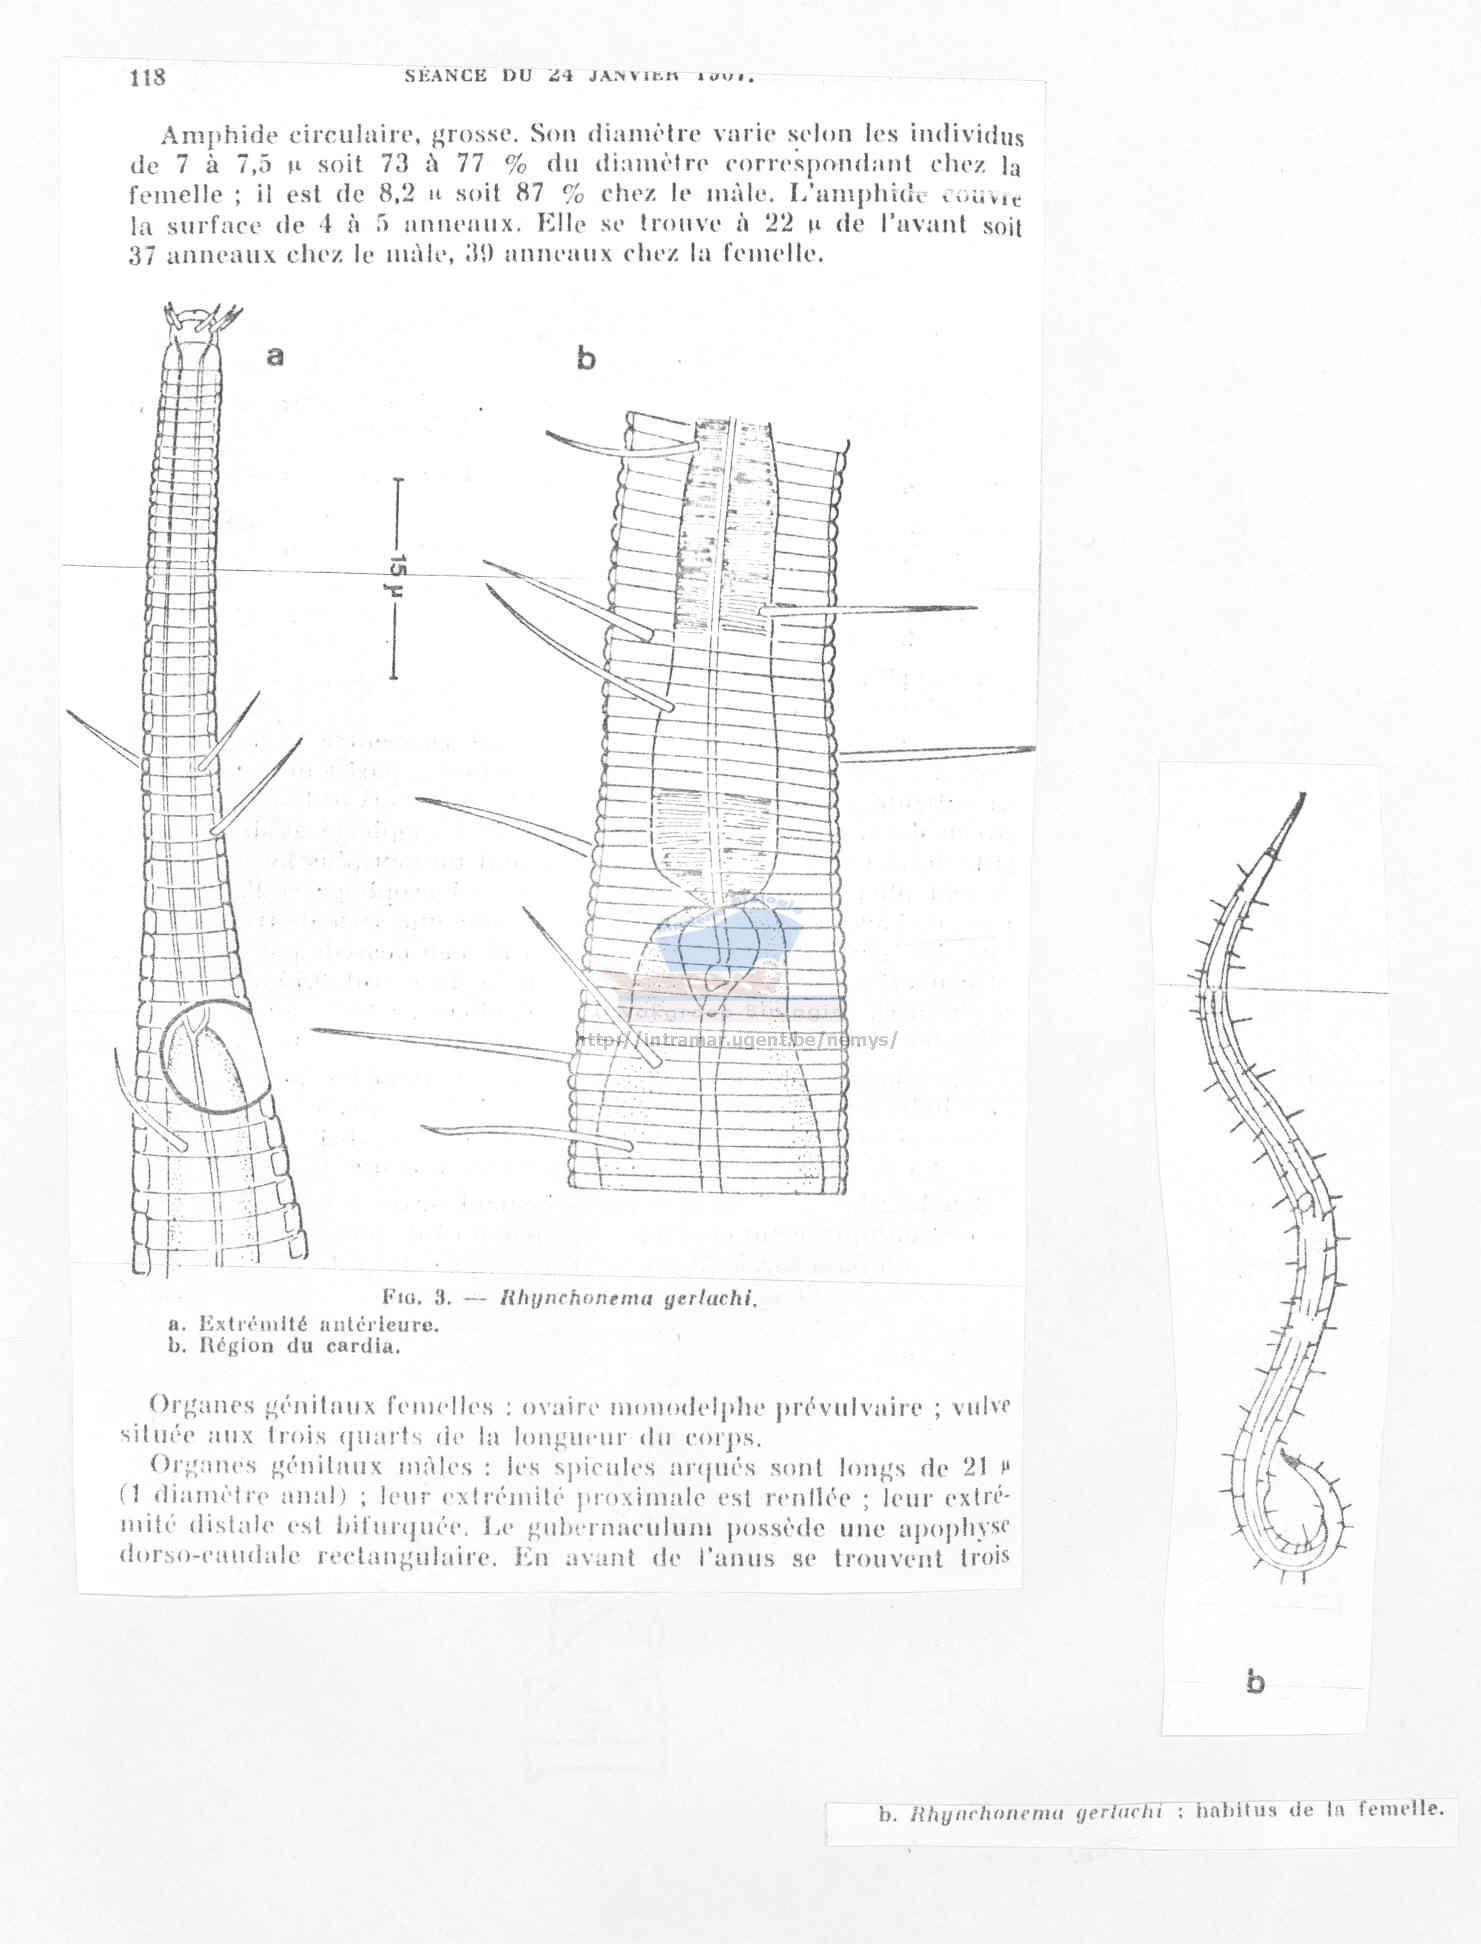 118
SÉANCE DU 24 JANVIER 1967.
Amphide circulaire, grosse. Son diamètre varie selon les individus
de 7 à 7,5 µ soit 73 à 77 % du diamètre correspondant chez la
femelle ; il est de 8,2 µ soit 87 % chez le mâle. L'amphide couvre
la surface de 4 à 5 anneaux. Elle se trouve à 22 µ de l'avant soit
37 anneaux chez le mâle, 39 anneaux chez la femelle.
a
b
15 µ
Vakgroep Biologie
http://intramar.ugent.be/nemys/
FIG. 3. — Rhynchonema gerlachi.
a. Extrémité antérieure.
b. Région du cardia.
Organes génitaux femelles : ovaire monodelphe prévulvaire ; vulve
située aux trois quarts de la longueur du corps.
Organes génitaux mâles : les spicules arqués sont longs de 21 µ
(1 diamètre anal) ; leur extrémité proximale est renflée ; leur extré-
mité distale est bifurquée. Le gubernaculum possède une apophyse
dorso-caudale rectangulaire. En avant de l'anus se trouvent trois
b
b. Rhynchonema gerlachi : habitus de la femelle.